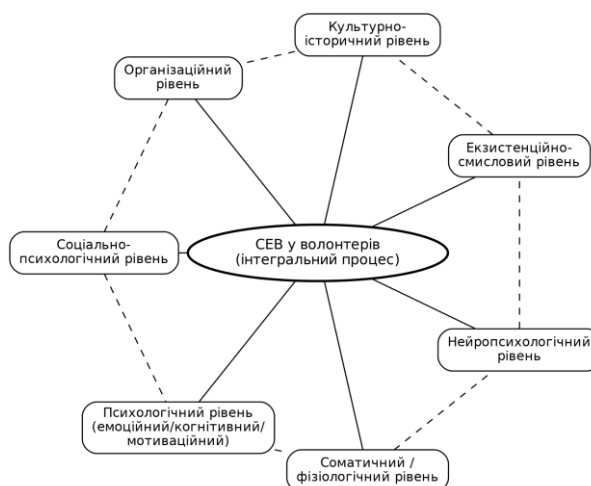 Культурно-
історичний рівень
Організаційний
рівень
Екзистенційно-
смисловий рівень
СЕВ у волонтерів
(інтегральний процес)
Соціально-
психологічний рівень
Нейропсихологічний
рівень
Психологічний рівень
(емоційний/когнітивний/
мотиваційний)
Соматичний /
фізіологічний рівень